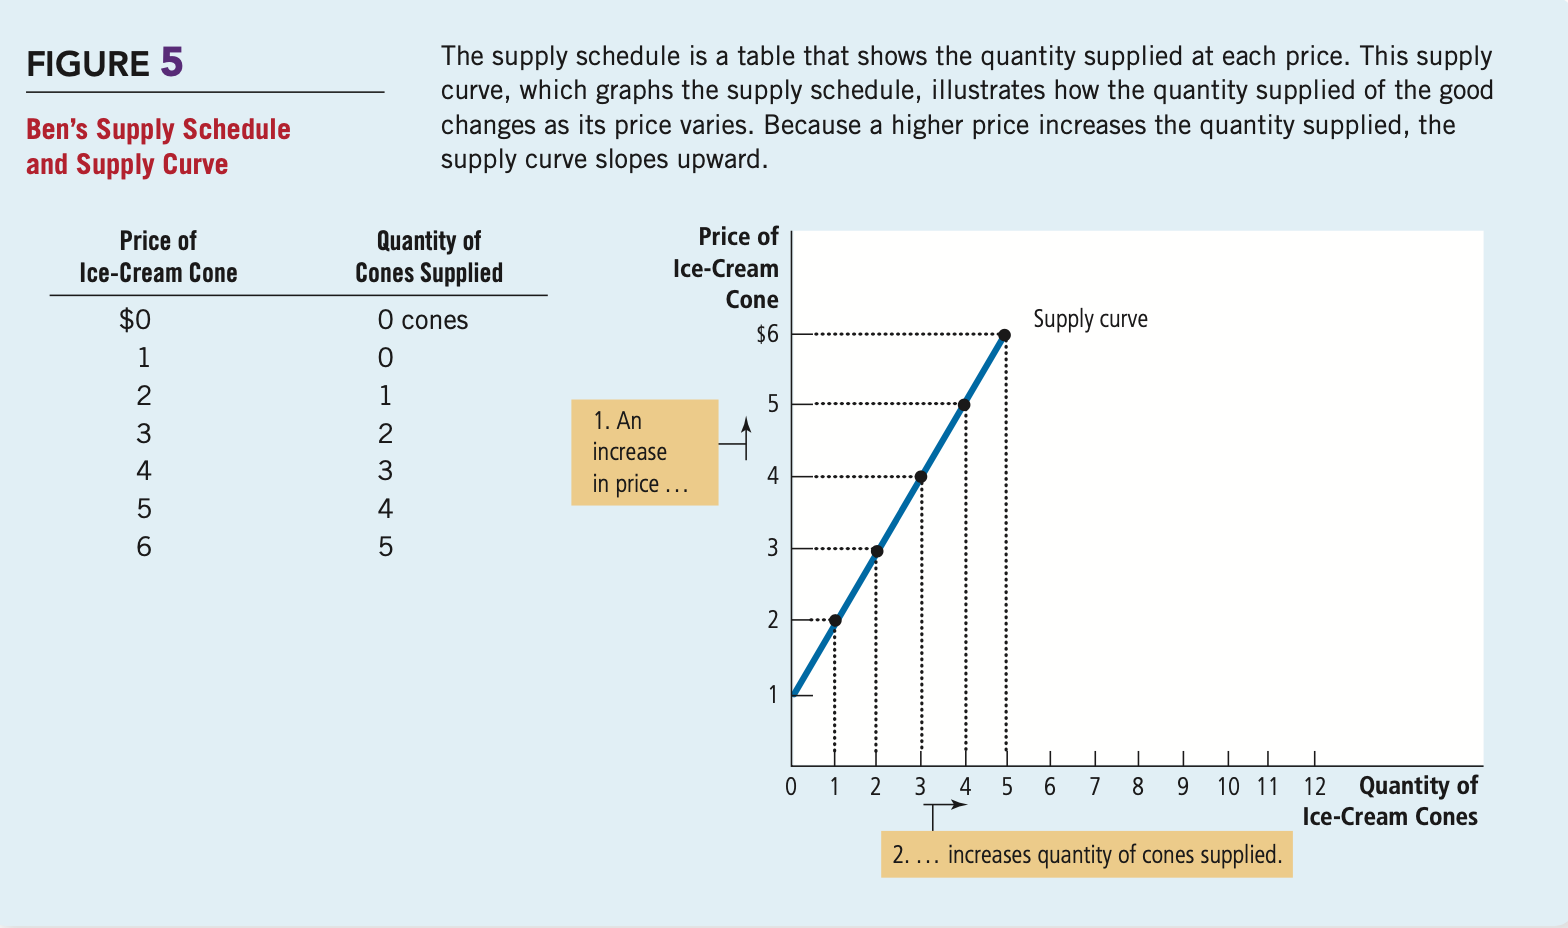 FIGURE 5
Ben’s Supply Schedule
and Supply Curve
The supply schedule is a table that shows the quantity supplied at each price. This supply
curve, which graphs the supply schedule, illustrates how the quantity supplied of the good
changes as its price varies. Because a higher price increases the quantity supplied, the
supply curve slopes upward.
Price of Quantity of
Ice-Cream Cone Cones Supplied
$0 0 cones
1 0
2 1
3 2
4 3
5 4
6 5
Price of
Ice-Cream
Cone
$6
5
4
3
2
1
Supply curve
1. An
increase
in price …
0 1 2 3 4 5 6 7 8 9 10 11 12
Quantity of
Ice-Cream Cones
2. … increases quantity of cones supplied.